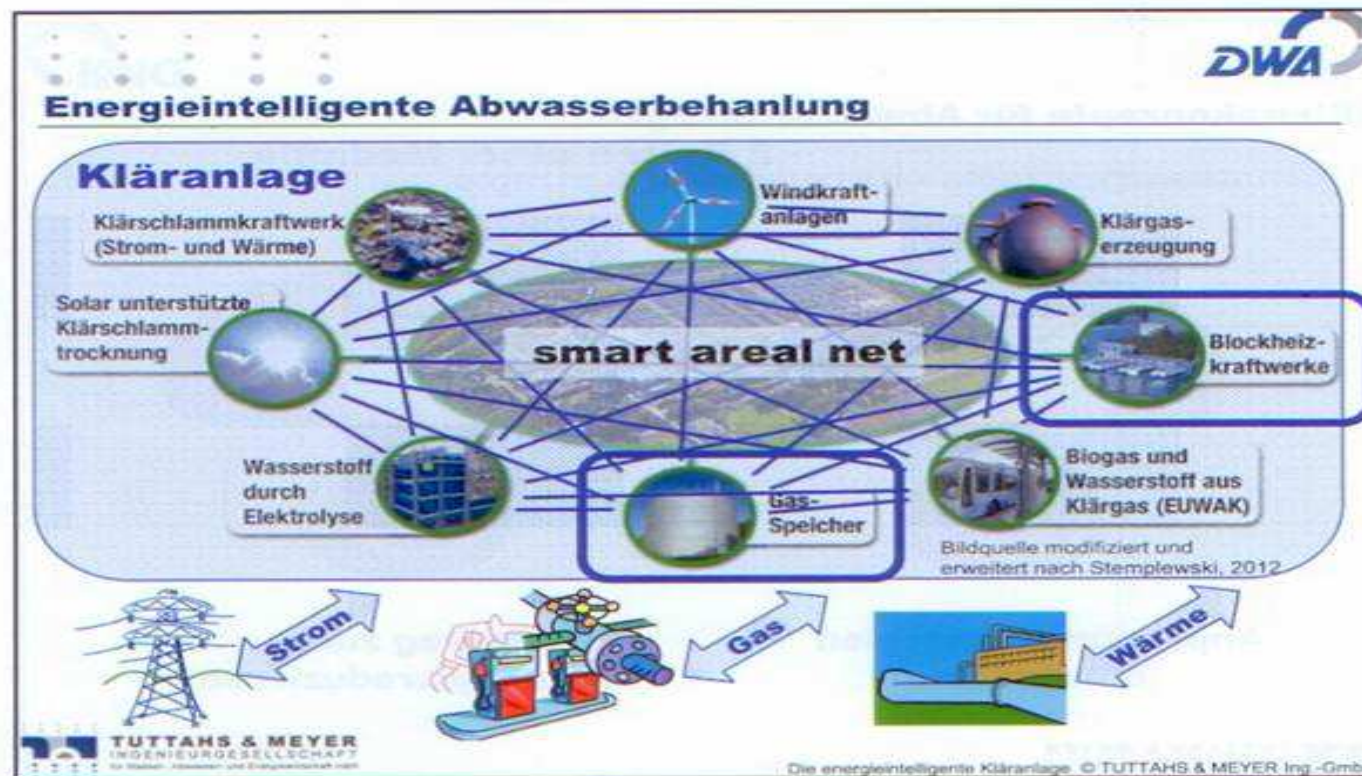 DWA
Energieintelligente Abwasserbehanlung
Kläranlage
Klärschlammkraftwerk
(Strom- und Wärme)
Windkraft-
anlagen
Klärgas-
erzeugung
Solar unterstützte
Klärschlamm-
trocknung
smart areal net
Blockheiz-
kraftwerke
Wasserstoff
durch
Elektrolyse
Gas-
Speicher
Biogas und
Wasserstoff aus
Klärgas (EUWAK)
Bildquelle modifiziert und
erweitert nach Stemplewski, 2012
Strom
Gas
Wärme
TUTTAHS & MEYER
INGENIEURGESELLSCHAFT
Die energieintelligente Kläranlage © TUTTAHS & MEYER Ing.-Gmb